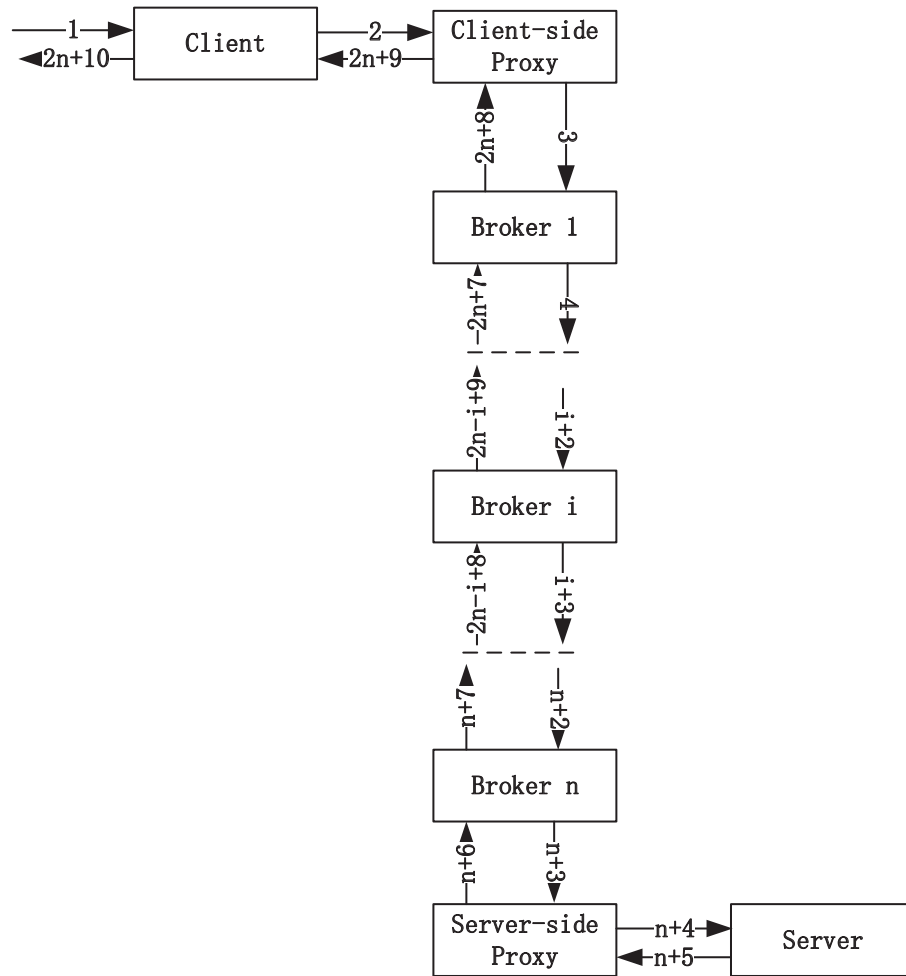 1
2n+10
Client
2
2n+9
Client-side
Proxy
2n+8
3
Broker 1
2n+7
4
2n-i+9
i+2
Broker i
2n-i+8
i+3
n+7
n+2
Broker n
n+6
n+3
Server-side
Proxy
n+4
n+5
Server